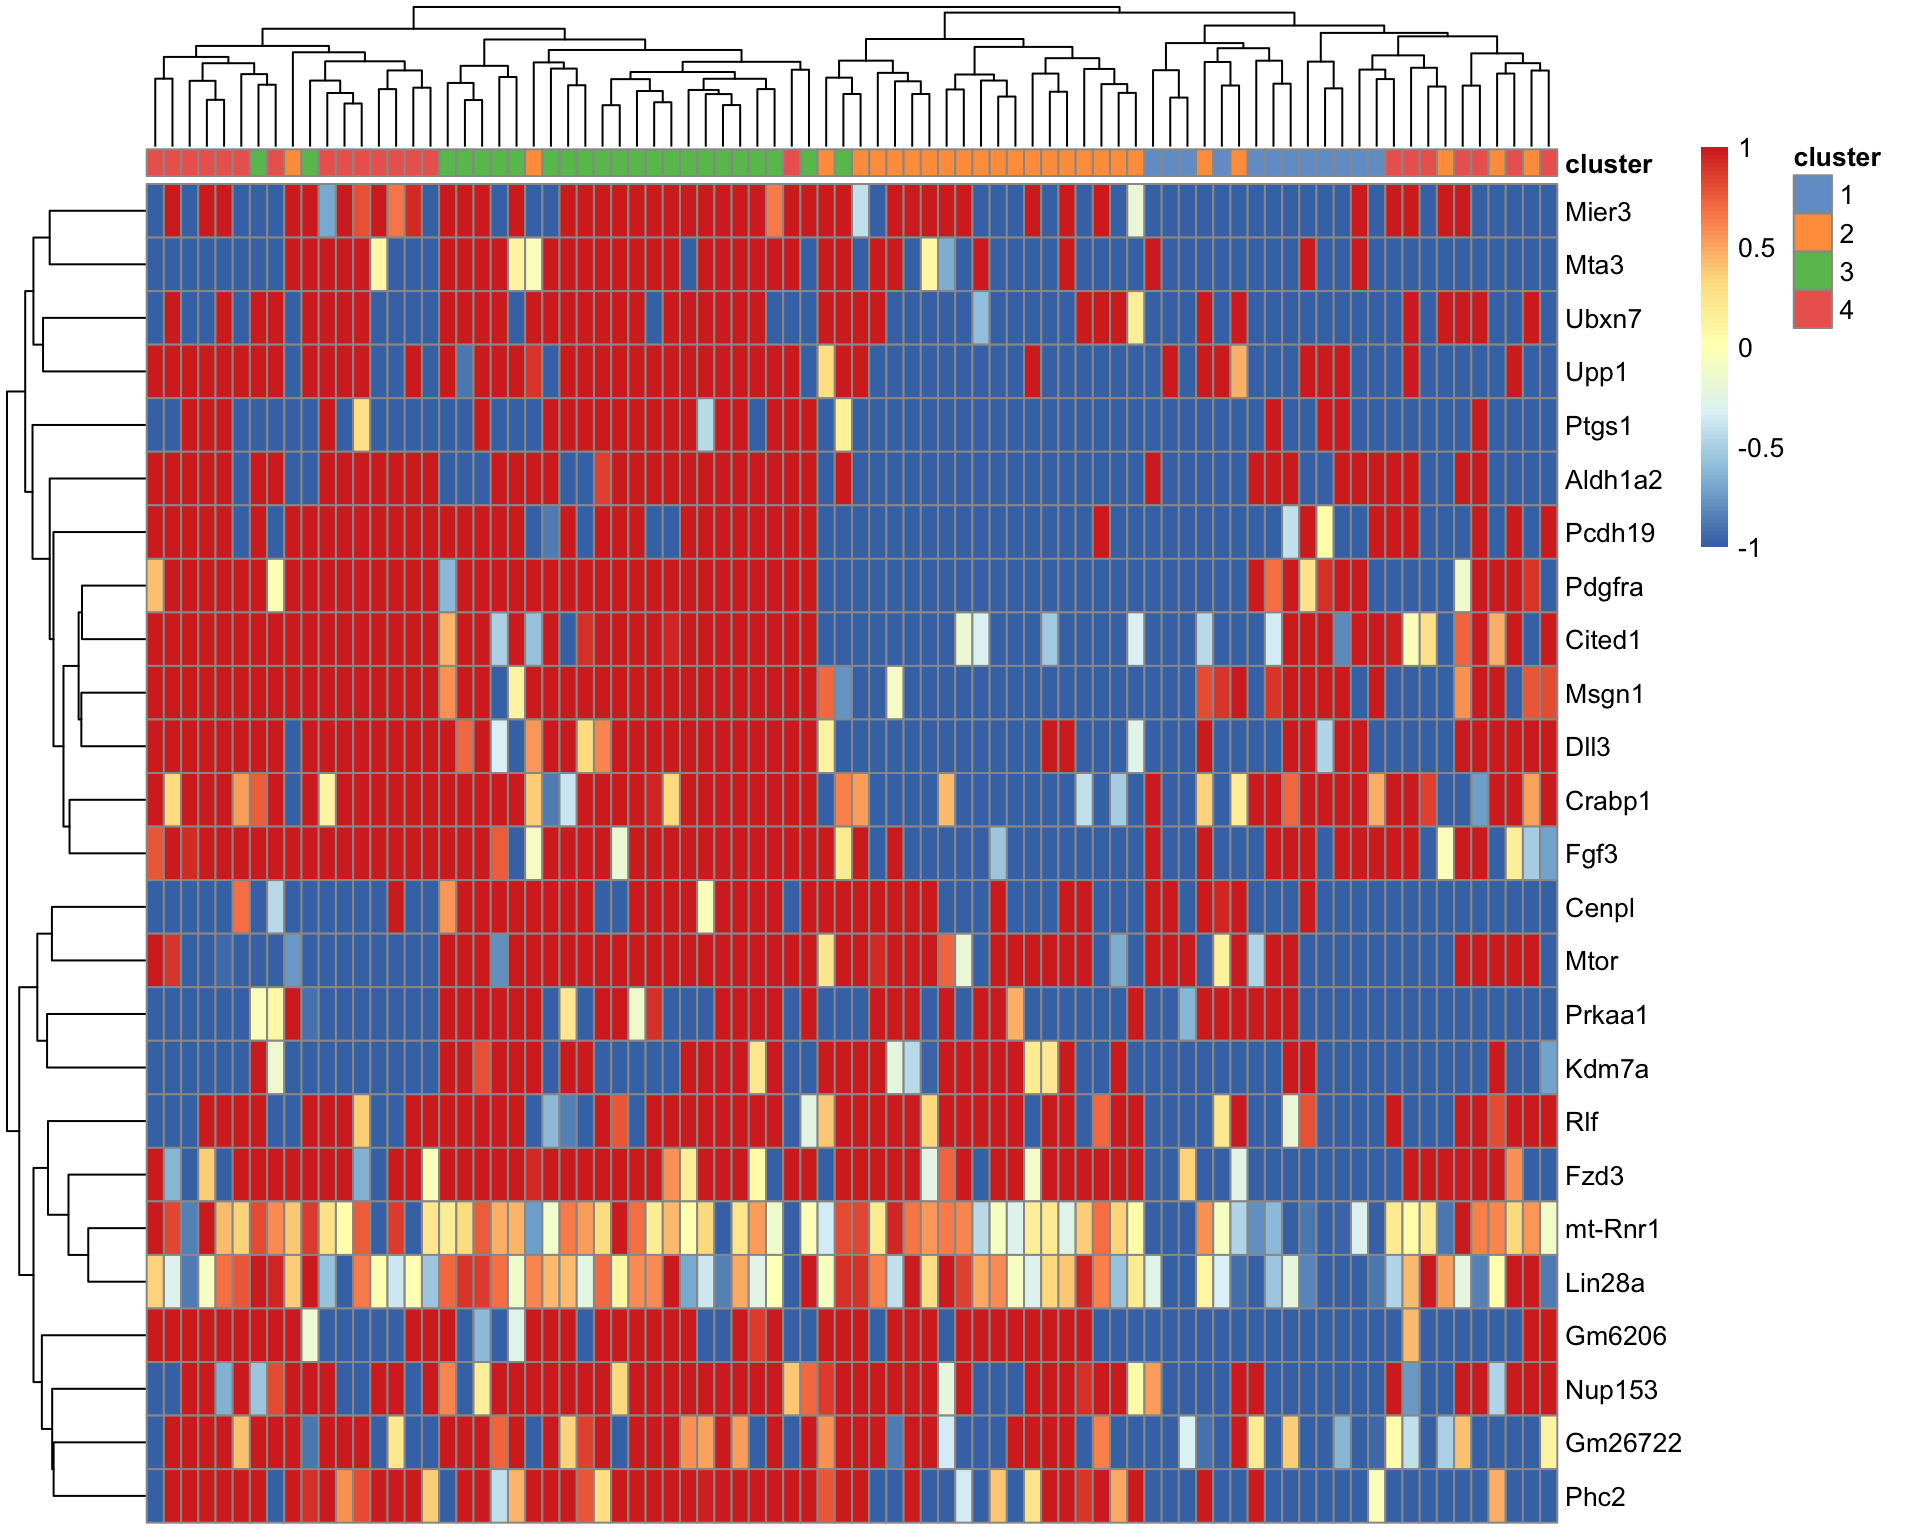 cluster
Mier3
Mta3
Ubxn7
Upp1
Ptgs1
Aldh1a2
Pcdh19
Pdgfra
Cited1
Msgn1
Dll3
Crabp1
Fgf3
Cenpl
Mtor
Prkaa1
Kdm7a
Rlf
Fzd3
mt-Rnr1
Lin28a
Gm6206
Nup153
Gm26722
Phc2
1
0.5
0
-0.5
-1
cluster
1
2
3
4